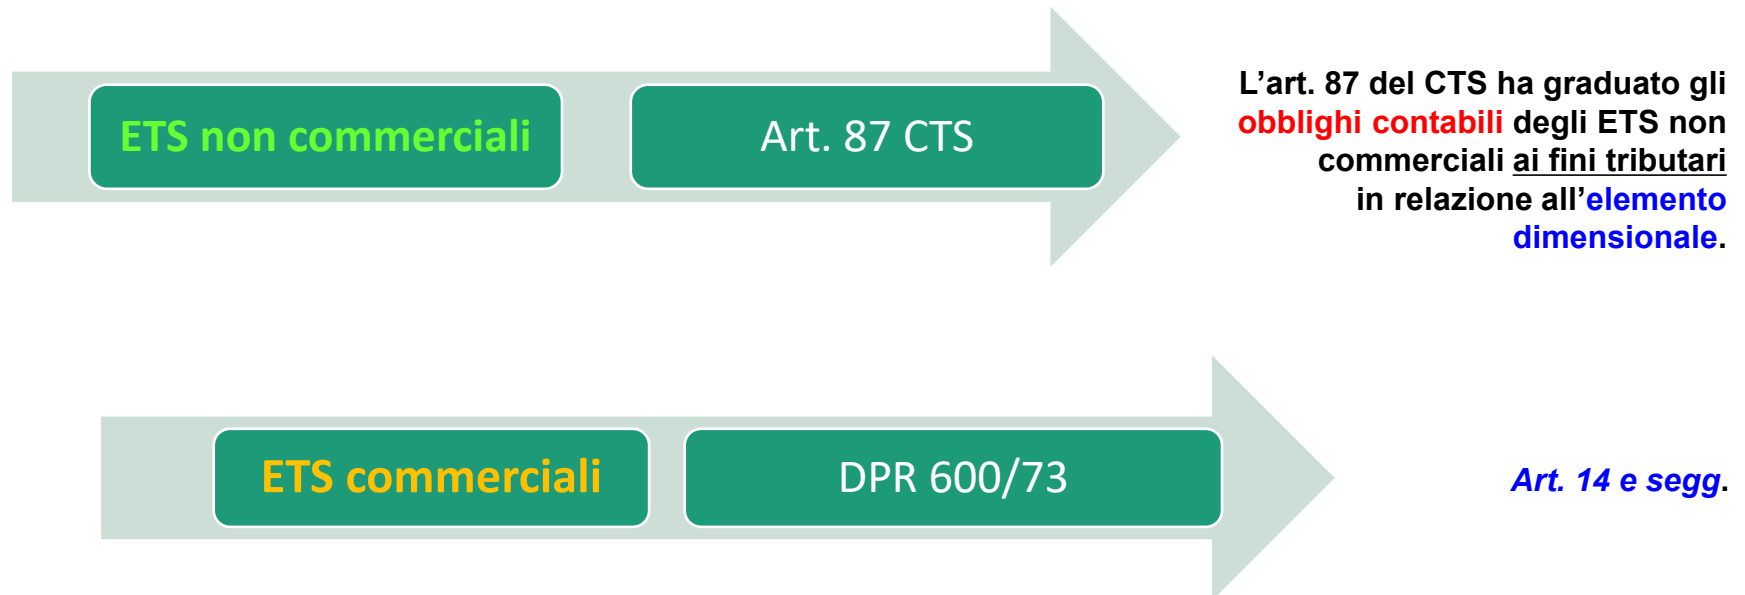 ETS non commerciali
Art. 87 CTS
L’art. 87 del CTS ha graduato gli
obblighi contabili degli ETS non
commerciali ai fini tributari
in relazione all’elemento
dimensionale.
ETS commerciali
DPR 600/73
Art. 14 e segg.